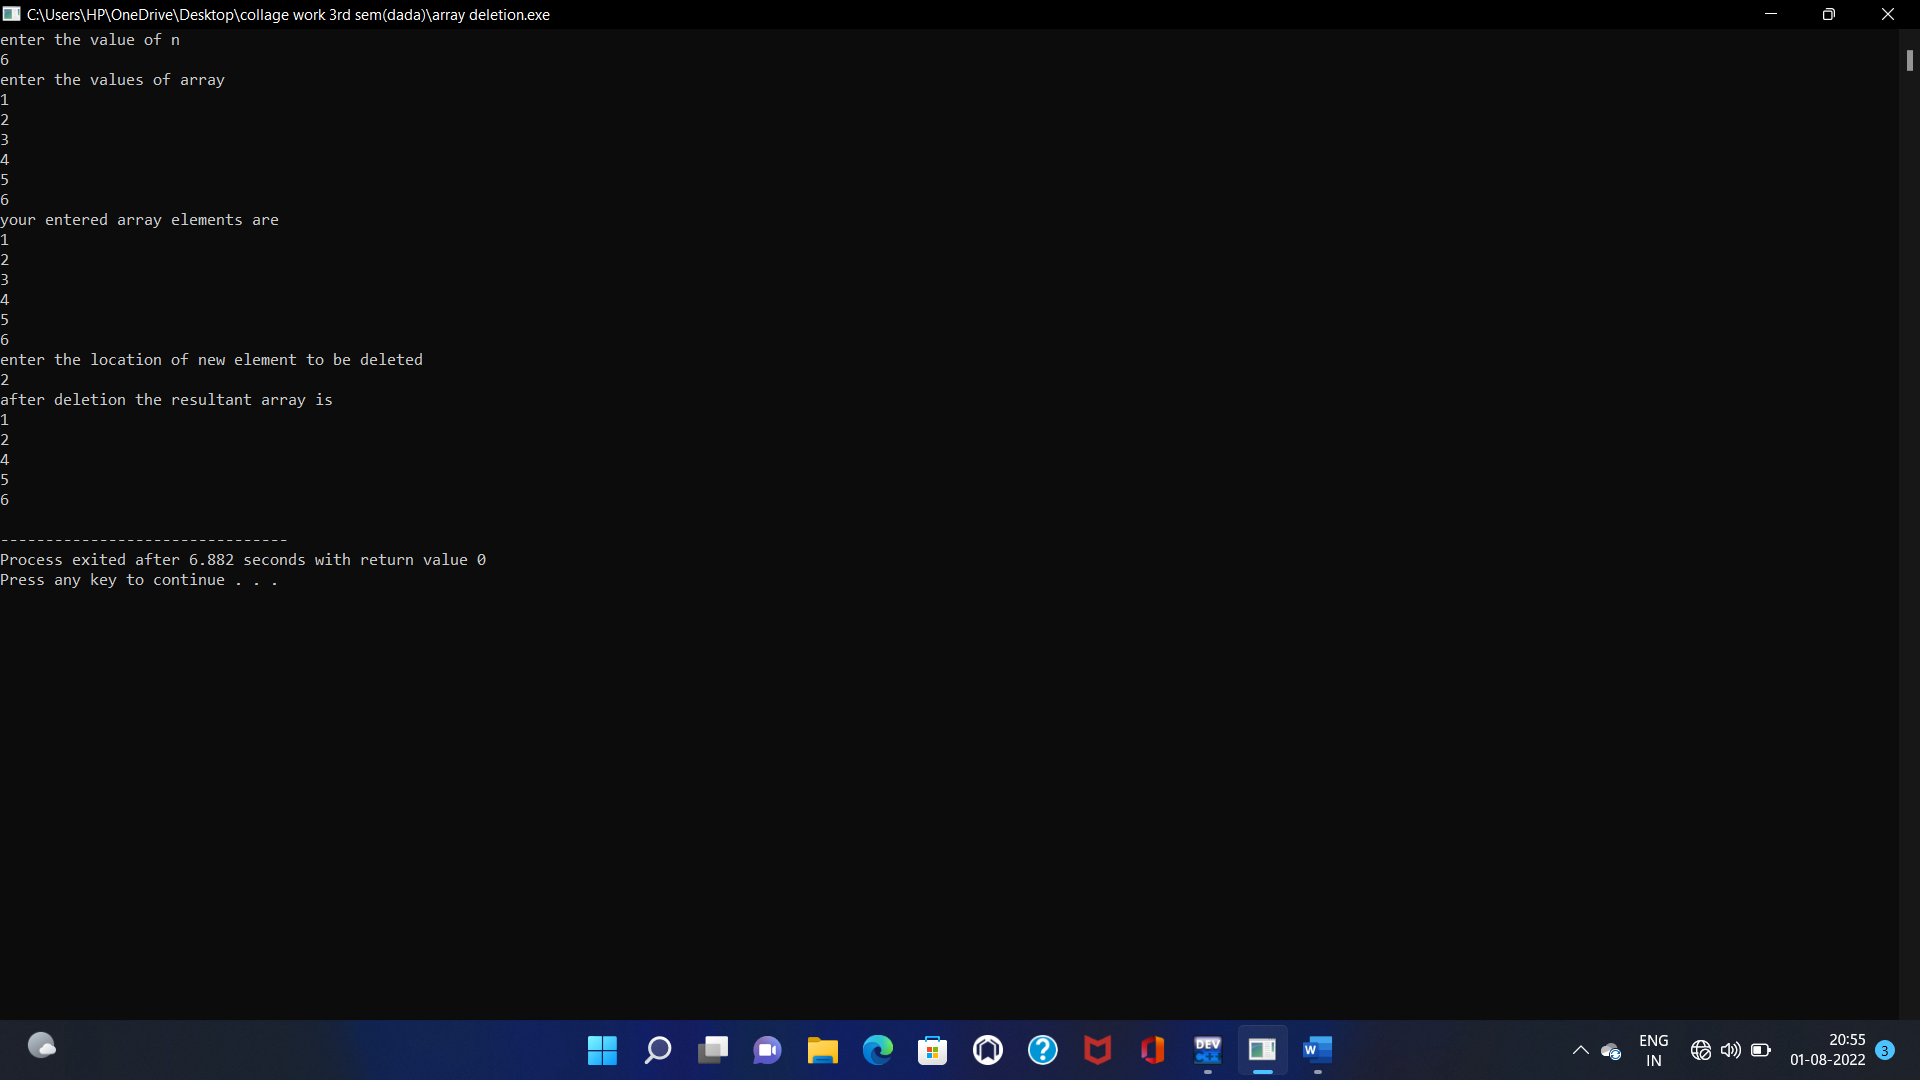 C:\Users\HP\OneDrive\Desktop\collage work 3rd sem(dada)\array deletion.exe
enter the value of n
6
enter the values of array
1
2
3
4
5
6
your entered array elements are
1
2
3
4
5
6
enter the location of new element to be deleted
2
after deletion the resultant array is
1
2
4
5
6
--------------------------------
Process exited after 6.882 seconds with return value 0
Press any key to continue . . .
DEV
C++
W
ENG
IN
20:55
01-08-2022
3